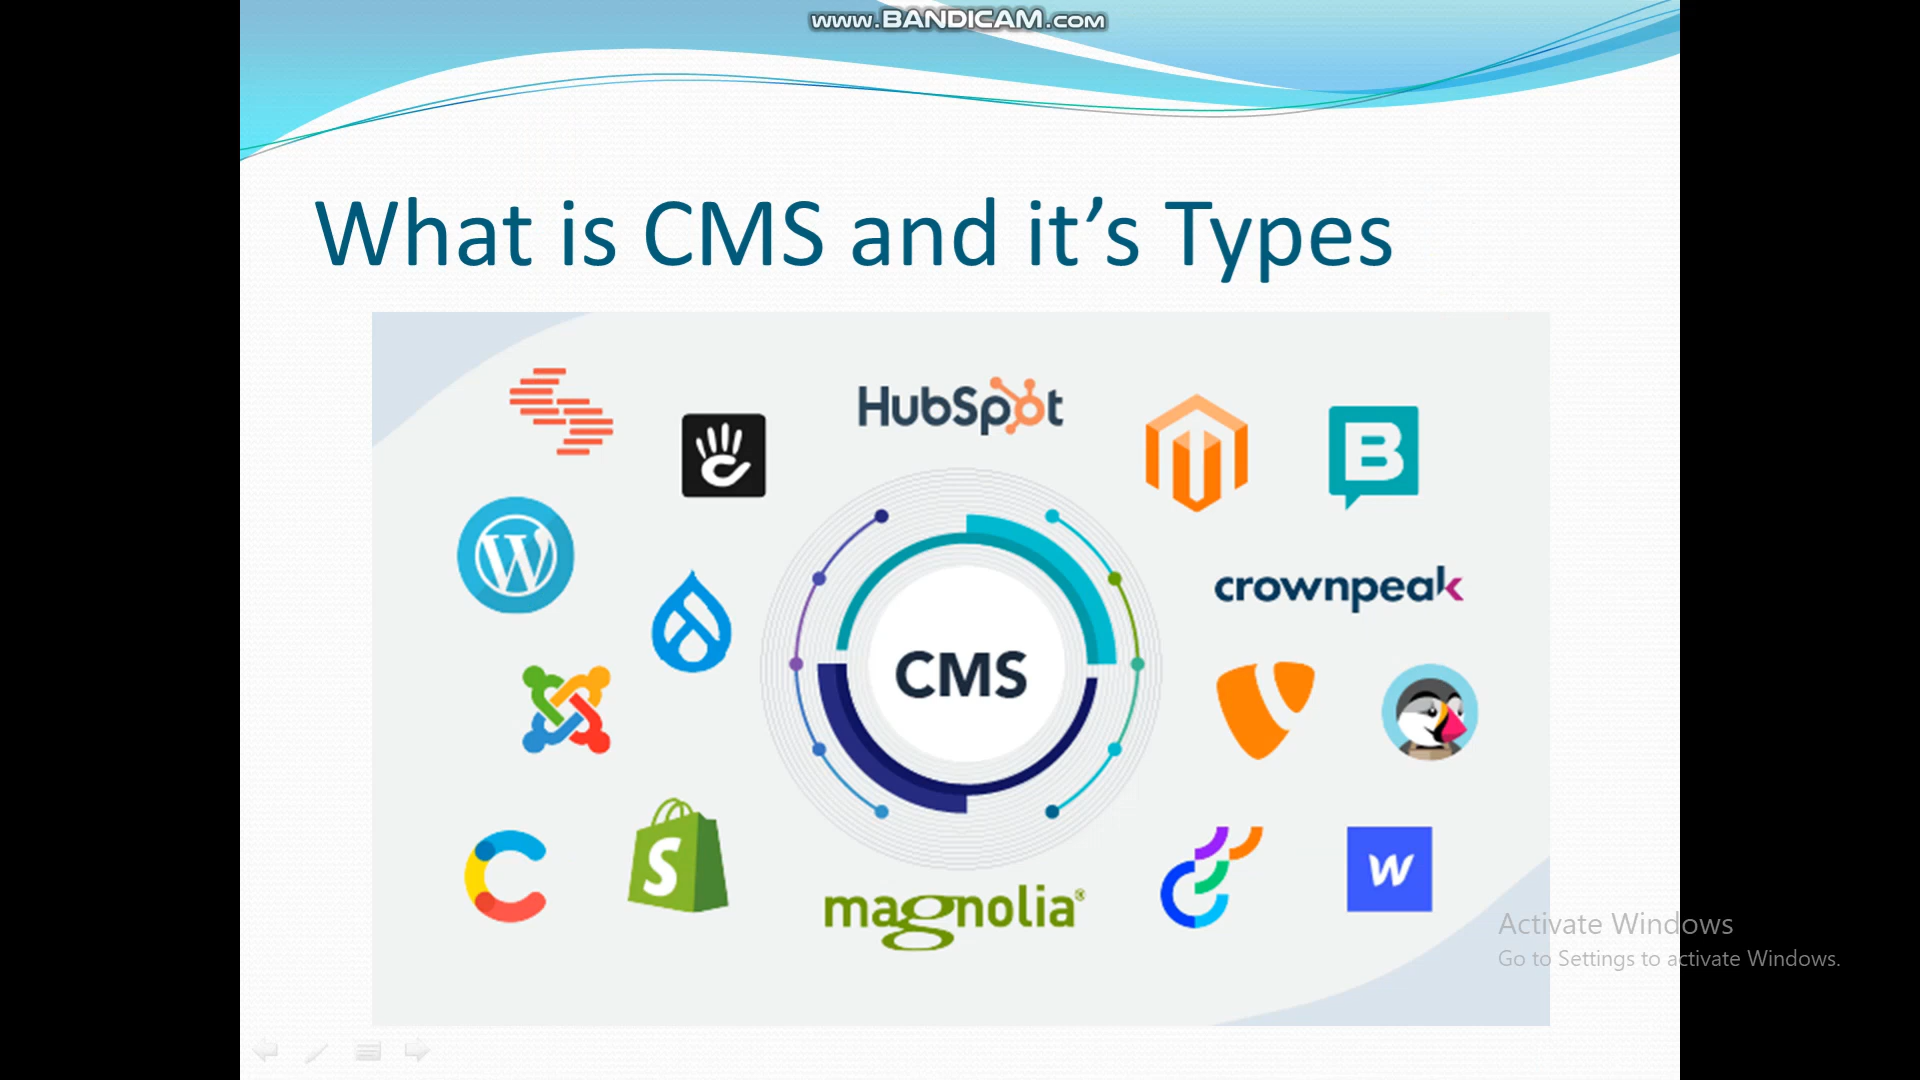 www.BANDICAM.com
What is CMS and it’s Types
HubSpot
B
W
crownpeak
CMS
S
magnolia®
W
Activate Windows
Go to Settings to activate Windows.